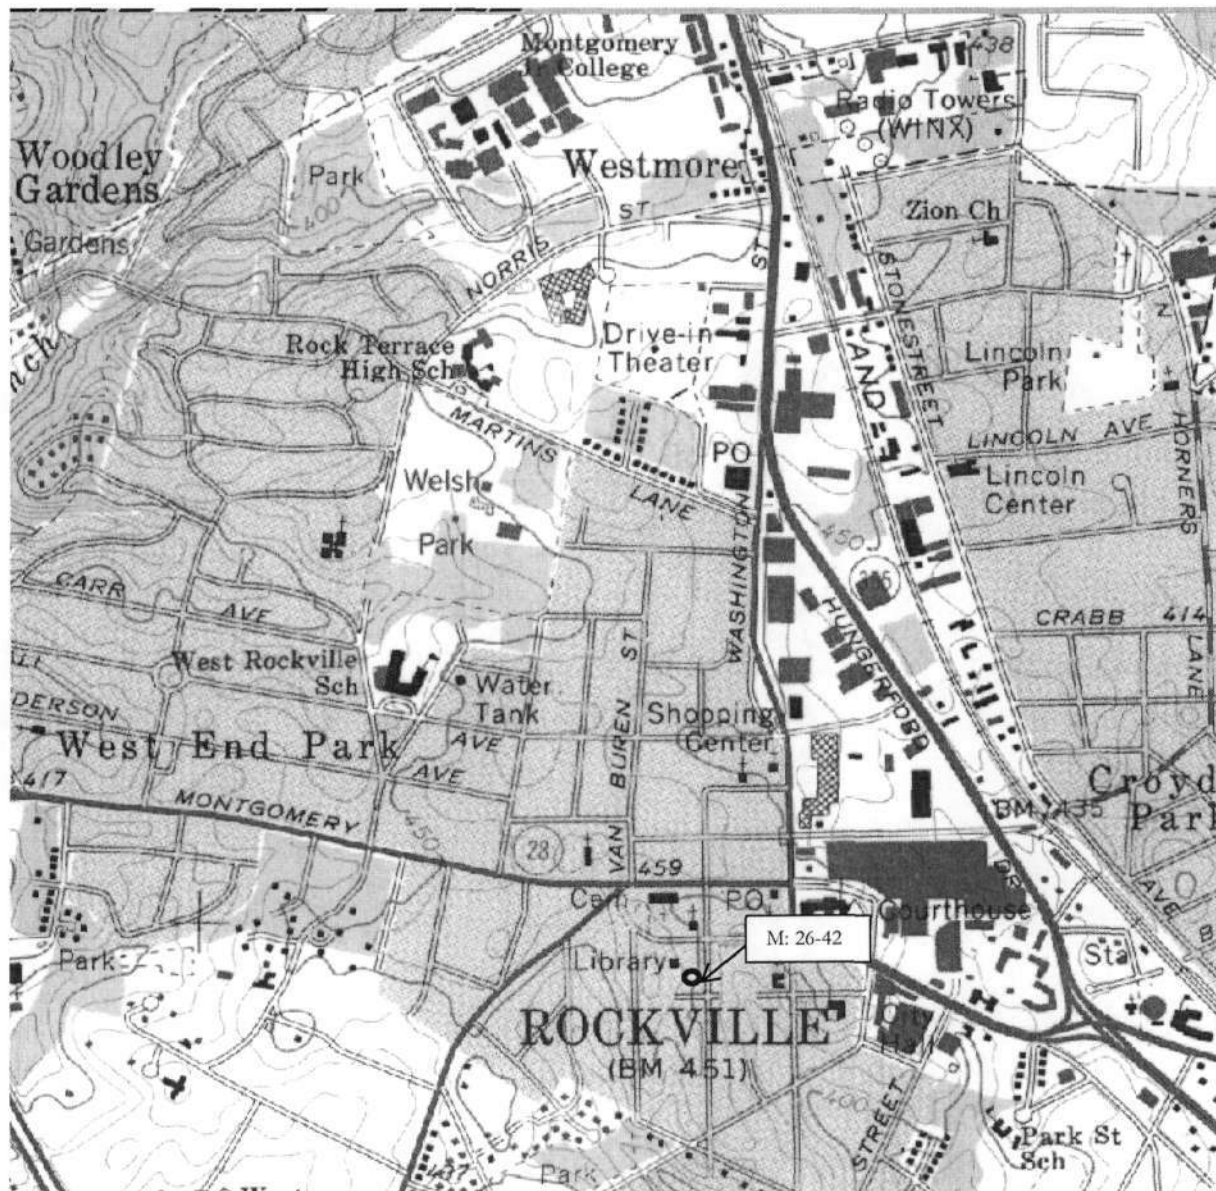 Montgomery
Jr College
438
Radio Towers
(WINX)
Woodley
Gardens
Park
400
Westmore
ST
Zion Ch
Gardens
NORRIS
ST
STONESTREET
Drive-in
Theater
Rock Terrace
High Sch
AND
Lincoln
Park
MARTINS
LANE
PO
LINCOLN AVE
HORNERS
LANE
Lincoln
Center
Welsh
Park
WASHINGTON
450
CARR
AVE
HUNGERFORD
DR
CRABB
AVE
414
West Rockville
Sch
Water
Tank
VAN BUREN ST
Shopping
Center
DERSON
AVE
West End Park
AVE
417
MONTGOMERY
450
28
459
BM 435
Croyd
Park
Cem
PO
Courthouse
M: 26-42
Park
Library
Sta
ROCKVILLE
(BM 451)
City
Hall
400
STREET
Park St
Sch
437
Park